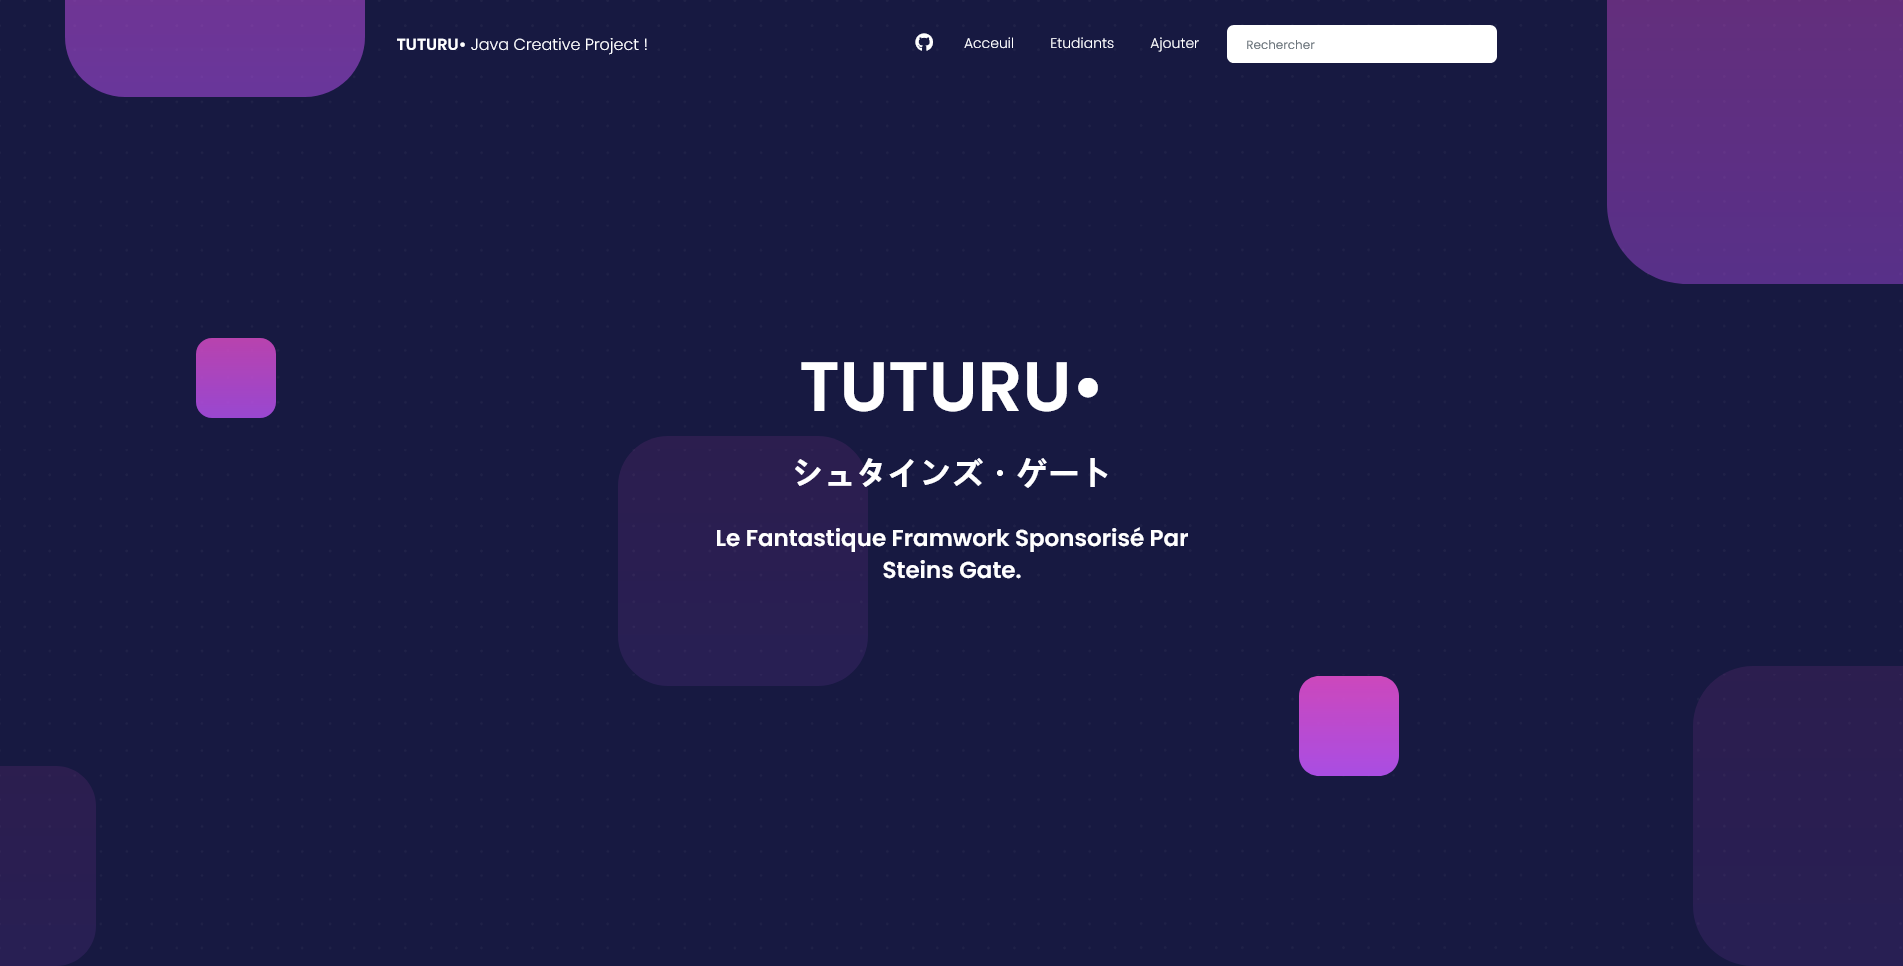 TUTURU• Java Creative Project !
Acceuil
Etudiants
Ajouter
Rechercher
TUTURU•
シュタインズ・ゲート
Le Fantastique Framwork Sponsorisé Par
Steins Gate.